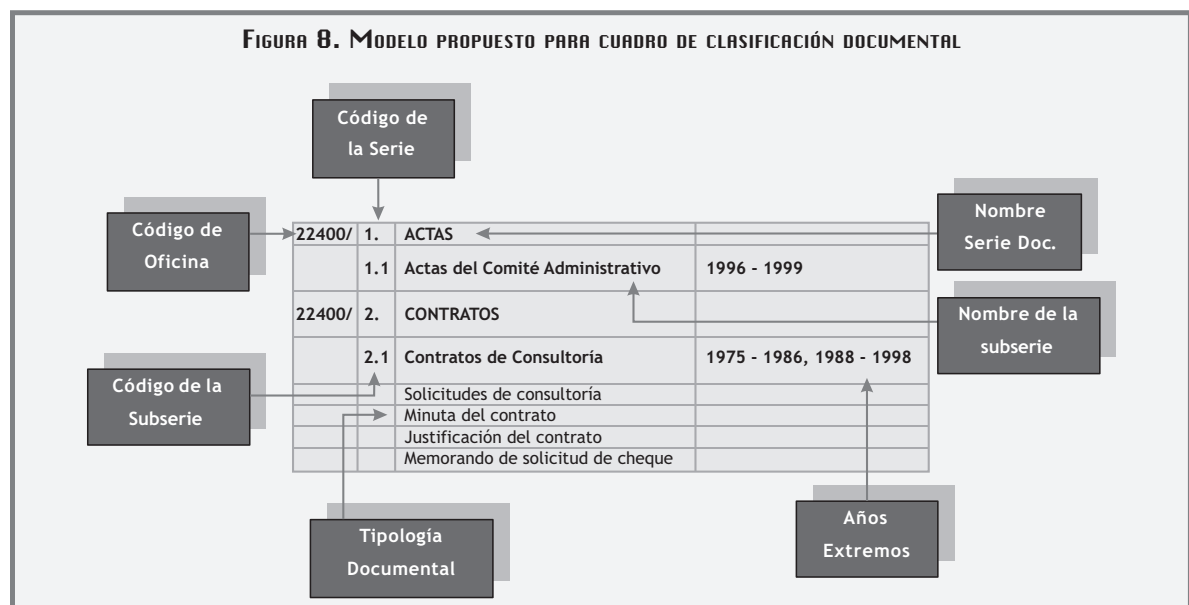 FIGURA 8. MODELO PROPUESTO PARA CUADRO DE CLASIFICACIÓN DOCUMENTAL
Código de
la Serie
Código de
Oficina
Nombre
Serie Doc.
22400/ 1. ACTAS
1.1 Actas del Comité Administrativo 1996 - 1999
22400/ 2. CONTRATOS
Nombre de la
subserie
2.1 Contratos de Consultoría 1975 - 1986, 1988 - 1998
Código de la
Subserie
Solicitudes de consultoría
Minuta del contrato
Justificación del contrato
Memorando de solicitud de cheque
Tipología
Documental
Años
Extremos